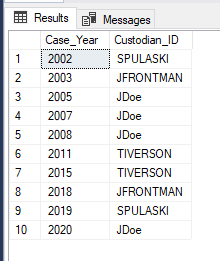 Results Messages
Case_Year Custodian_ID
1 2002 SPULASKI
2 2003 JFRONTMAN
3 2005 JDoe
4 2007 JDoe
5 2008 JDoe
6 2011 TIVERSON
7 2015 TIVERSON
8 2018 JFRONTMAN
9 2019 SPULASKI
10 2020 JDoe